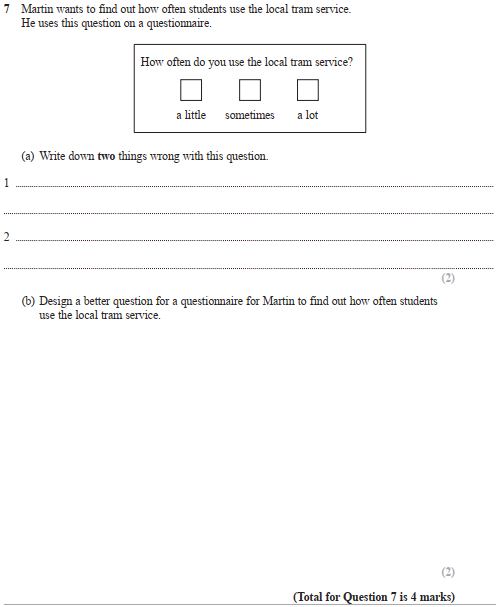 7 Martin wants to find out how often students use the local tram service.
He uses this question on a questionnaire.
How often do you use the local tram service?
a little sometimes a lot
(a) Write down two things wrong with this question.
1
2
(2)
(b) Design a better question for a questionnaire for Martin to find out how often students
use the local tram service.
(2)
(Total for Question 7 is 4 marks)